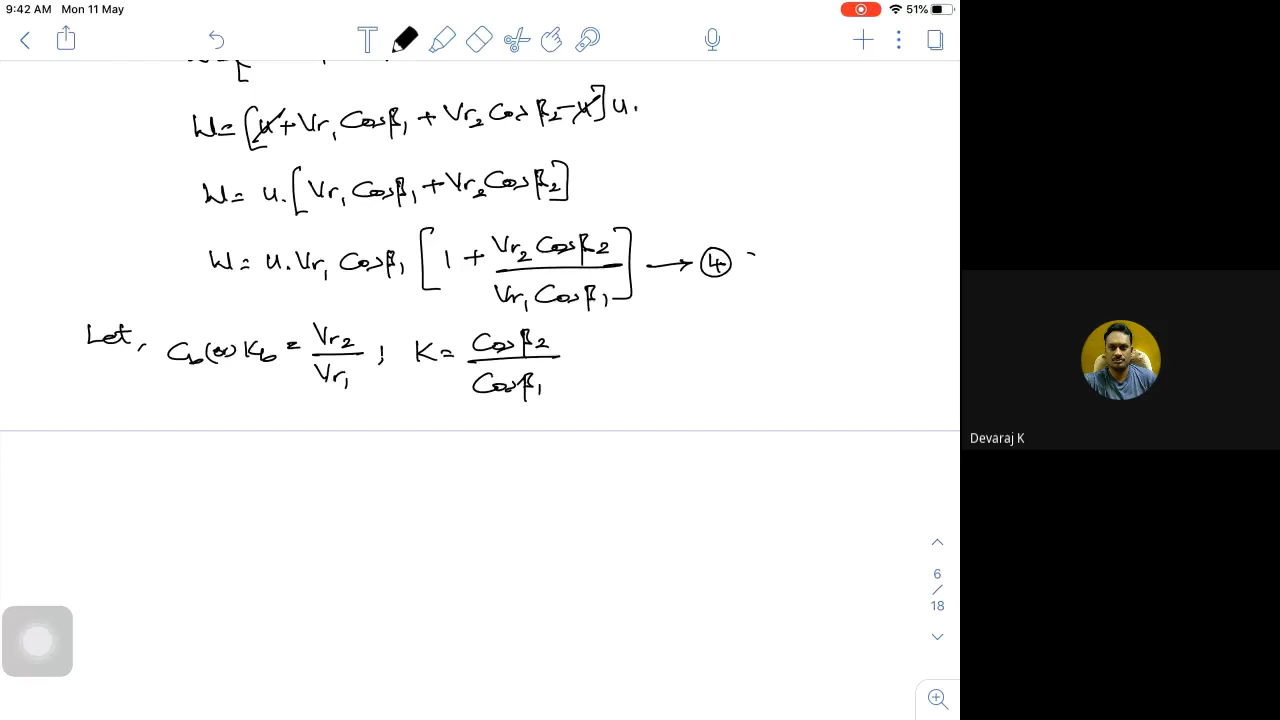 9:42 AM Mon 11 May
51%
W = [u + Vr₁ Cosβ₁ + Vr₂ Cosβ₂ - u] u.
W = u. [Vr₁ Cosβ₁ + Vr₂ Cosβ₂]
W = u. Vr₁ Cosβ₁ [1 + Vr₂ Cosβ₂ / Vr₁ Cosβ₁] → ④
Let, Cb (or) Kb = Vr₂ / Vr₁ ; K = Cosβ₂ / Cosβ₁
Devaraj K
6
/
18